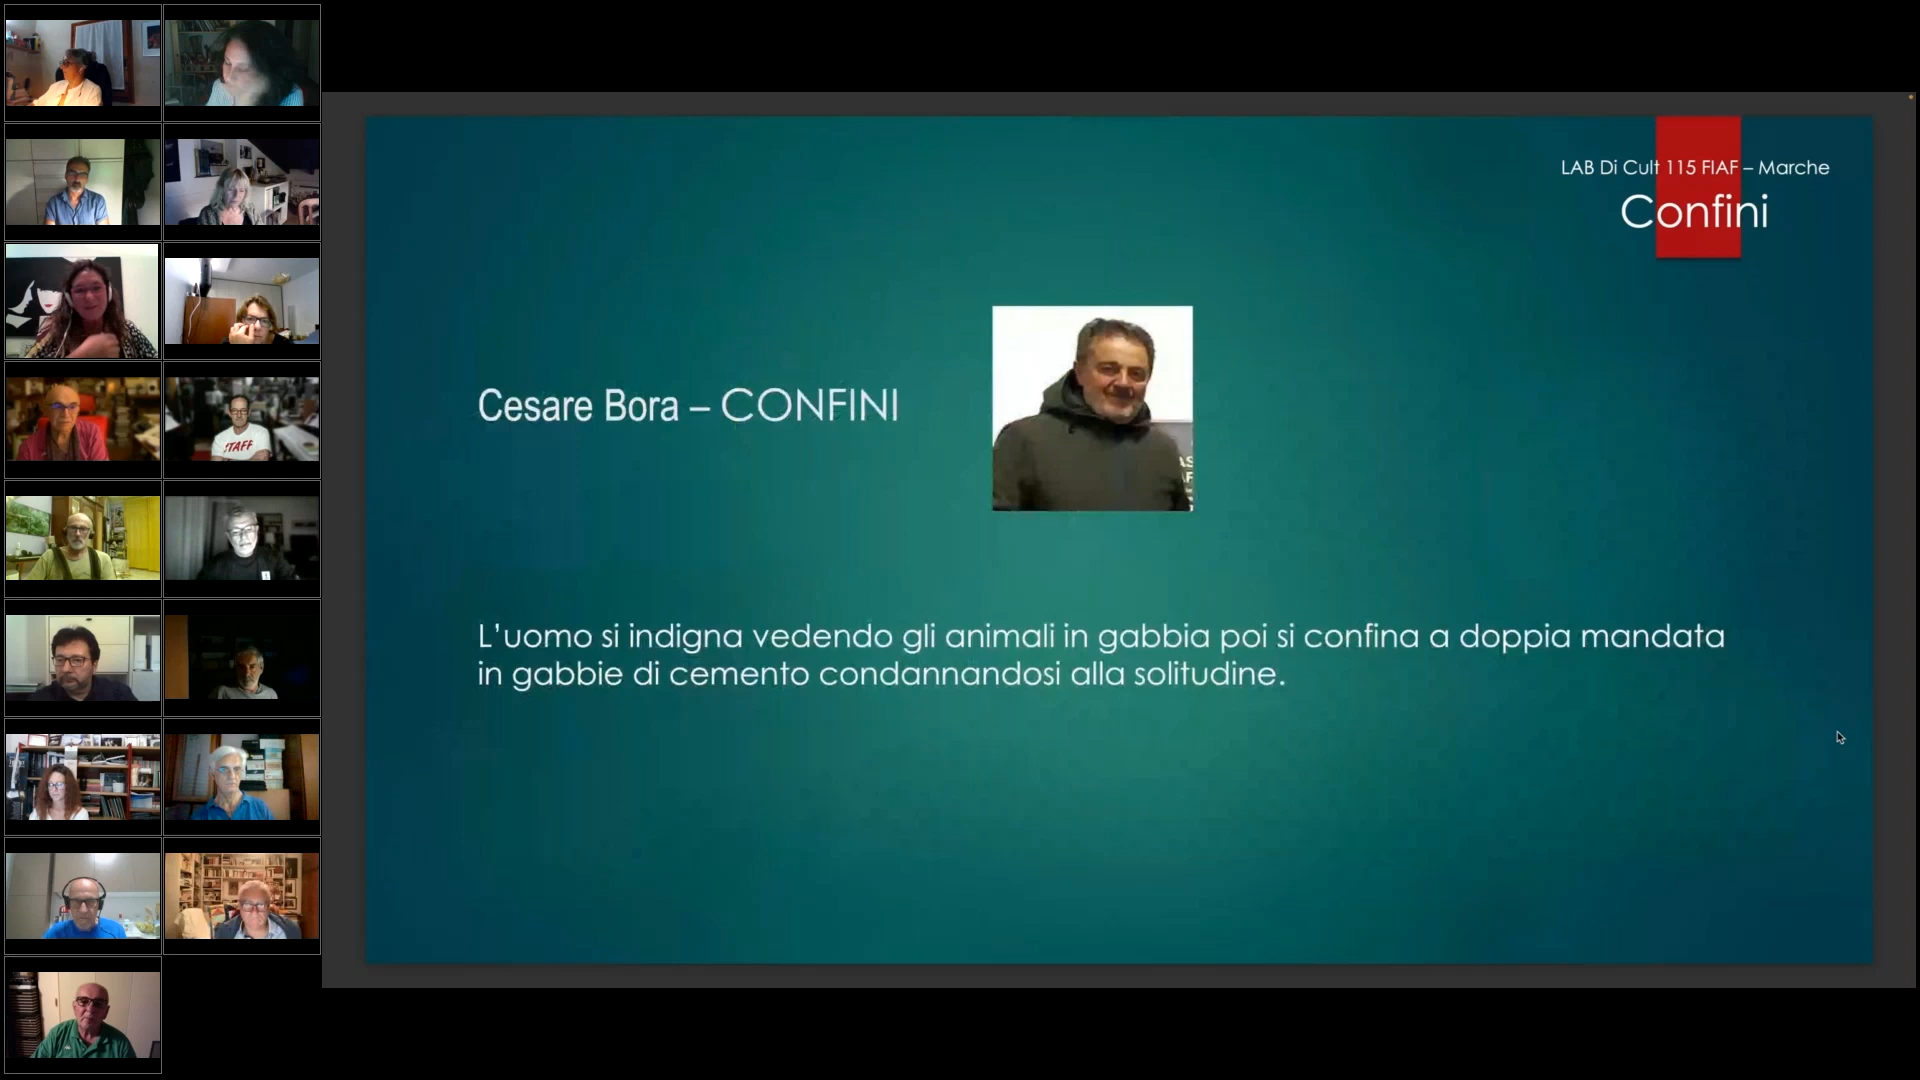 LAB Di Cult 115 FIAF – Marche
Confini
Cesare Bora – CONFINI
L’uomo si indigna vedendo gli animali in gabbia poi si confina a doppia mandata
in gabbie di cemento condannandosi alla solitudine.
STAFF